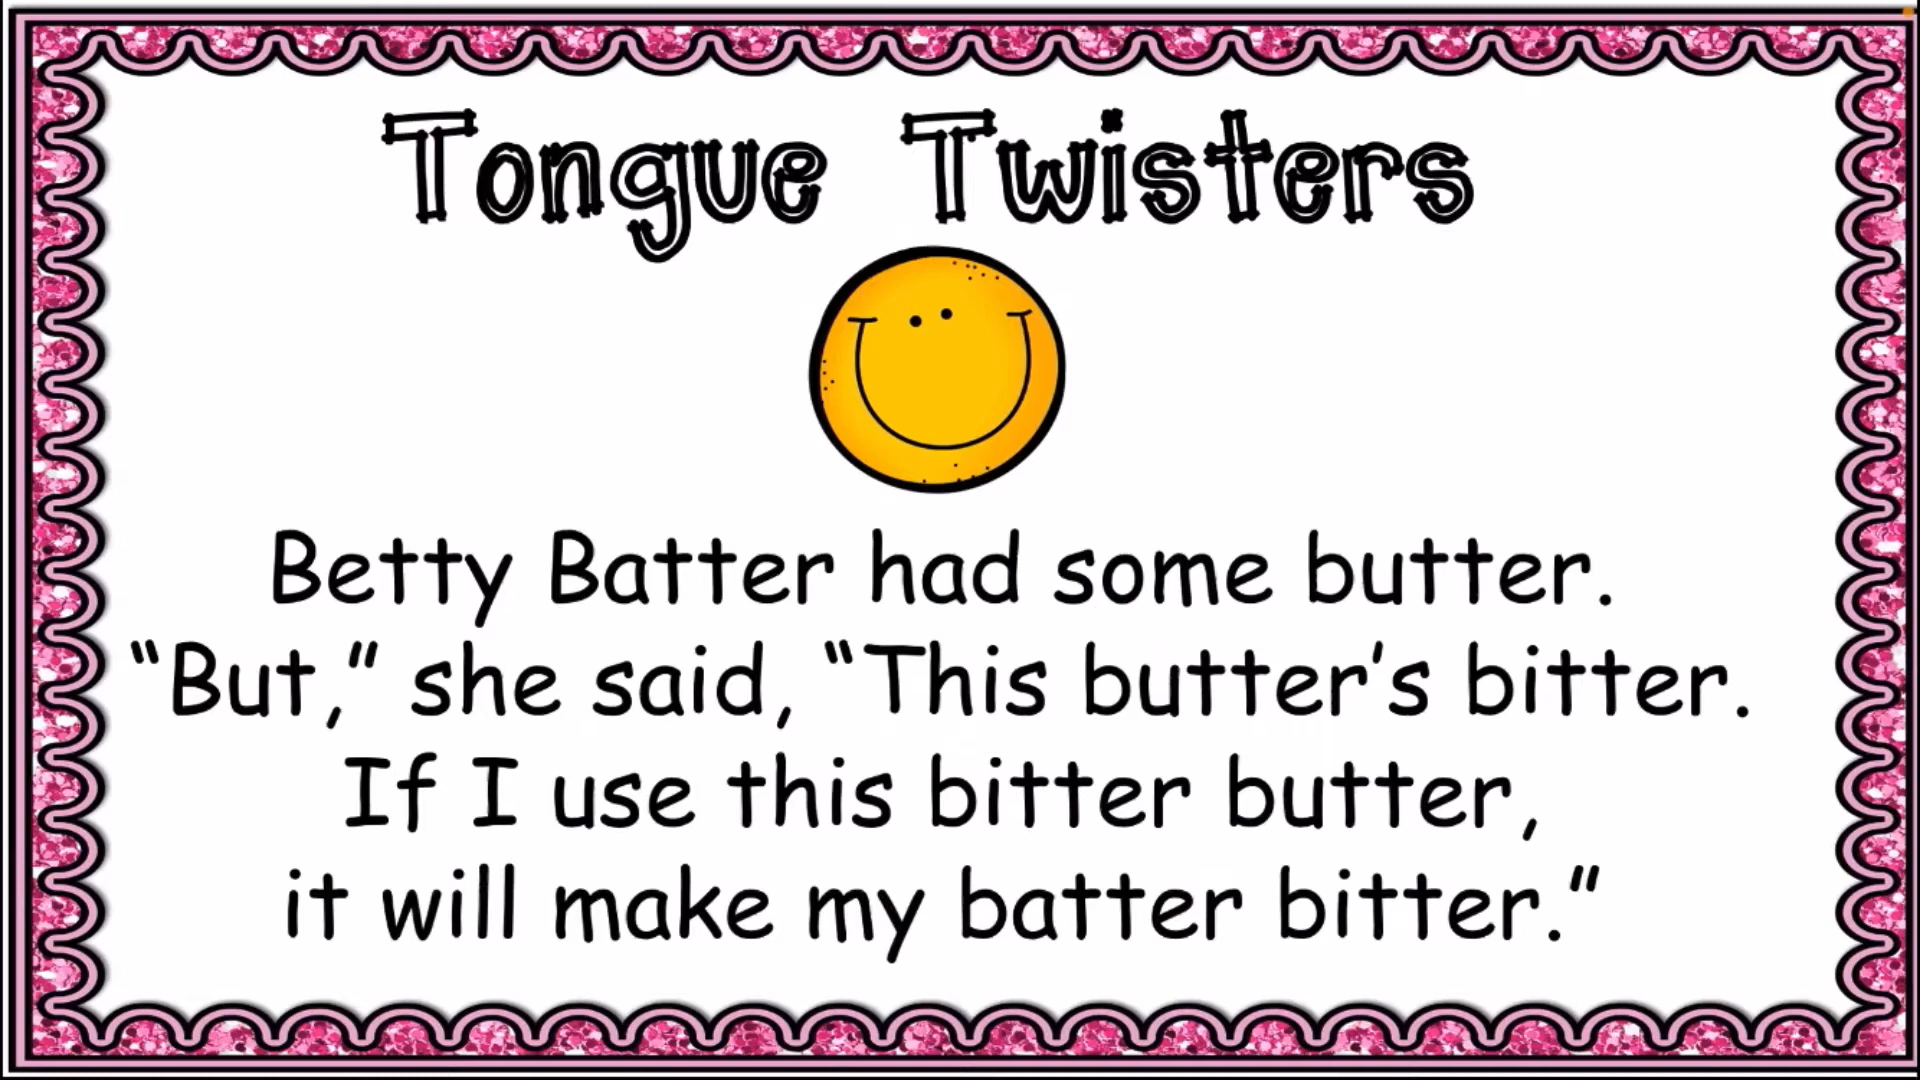 Tongue Twisters
Betty Batter had some butter.
“But,” she said, “This butter’s bitter.
If I use this bitter butter,
it will make my batter bitter.”